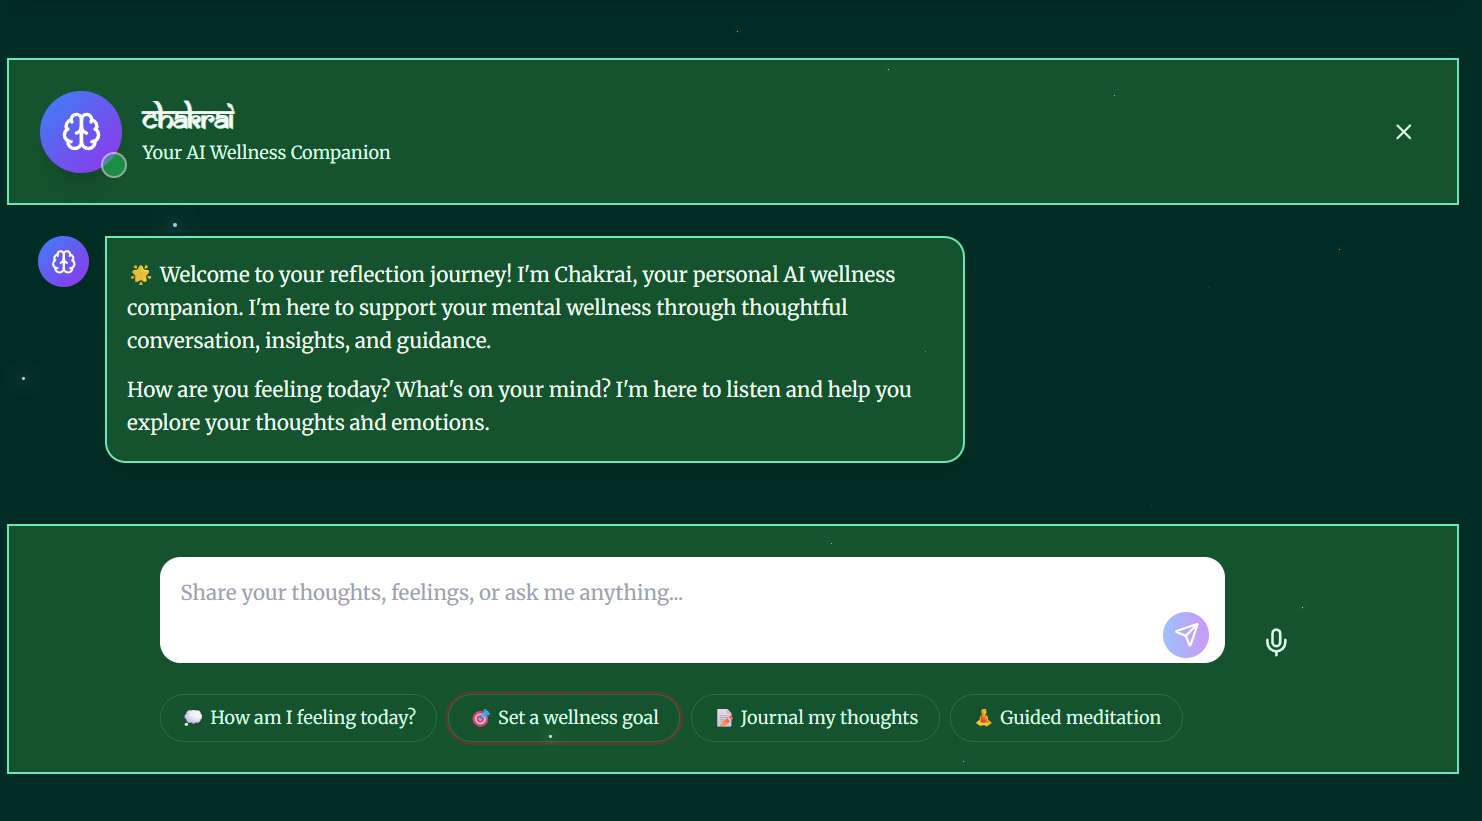 chakrai
Your AI Wellness Companion
🌟 Welcome to your reflection journey! I'm Chakrai, your personal AI wellness
companion. I'm here to support your mental wellness through thoughtful
conversation, insights, and guidance.
How are you feeling today? What's on your mind? I'm here to listen and help you
explore your thoughts and emotions.
Share your thoughts, feelings, or ask me anything...
💭 How am I feeling today?
🎯 Set a wellness goal
📝 Journal my thoughts
🧘 Guided meditation